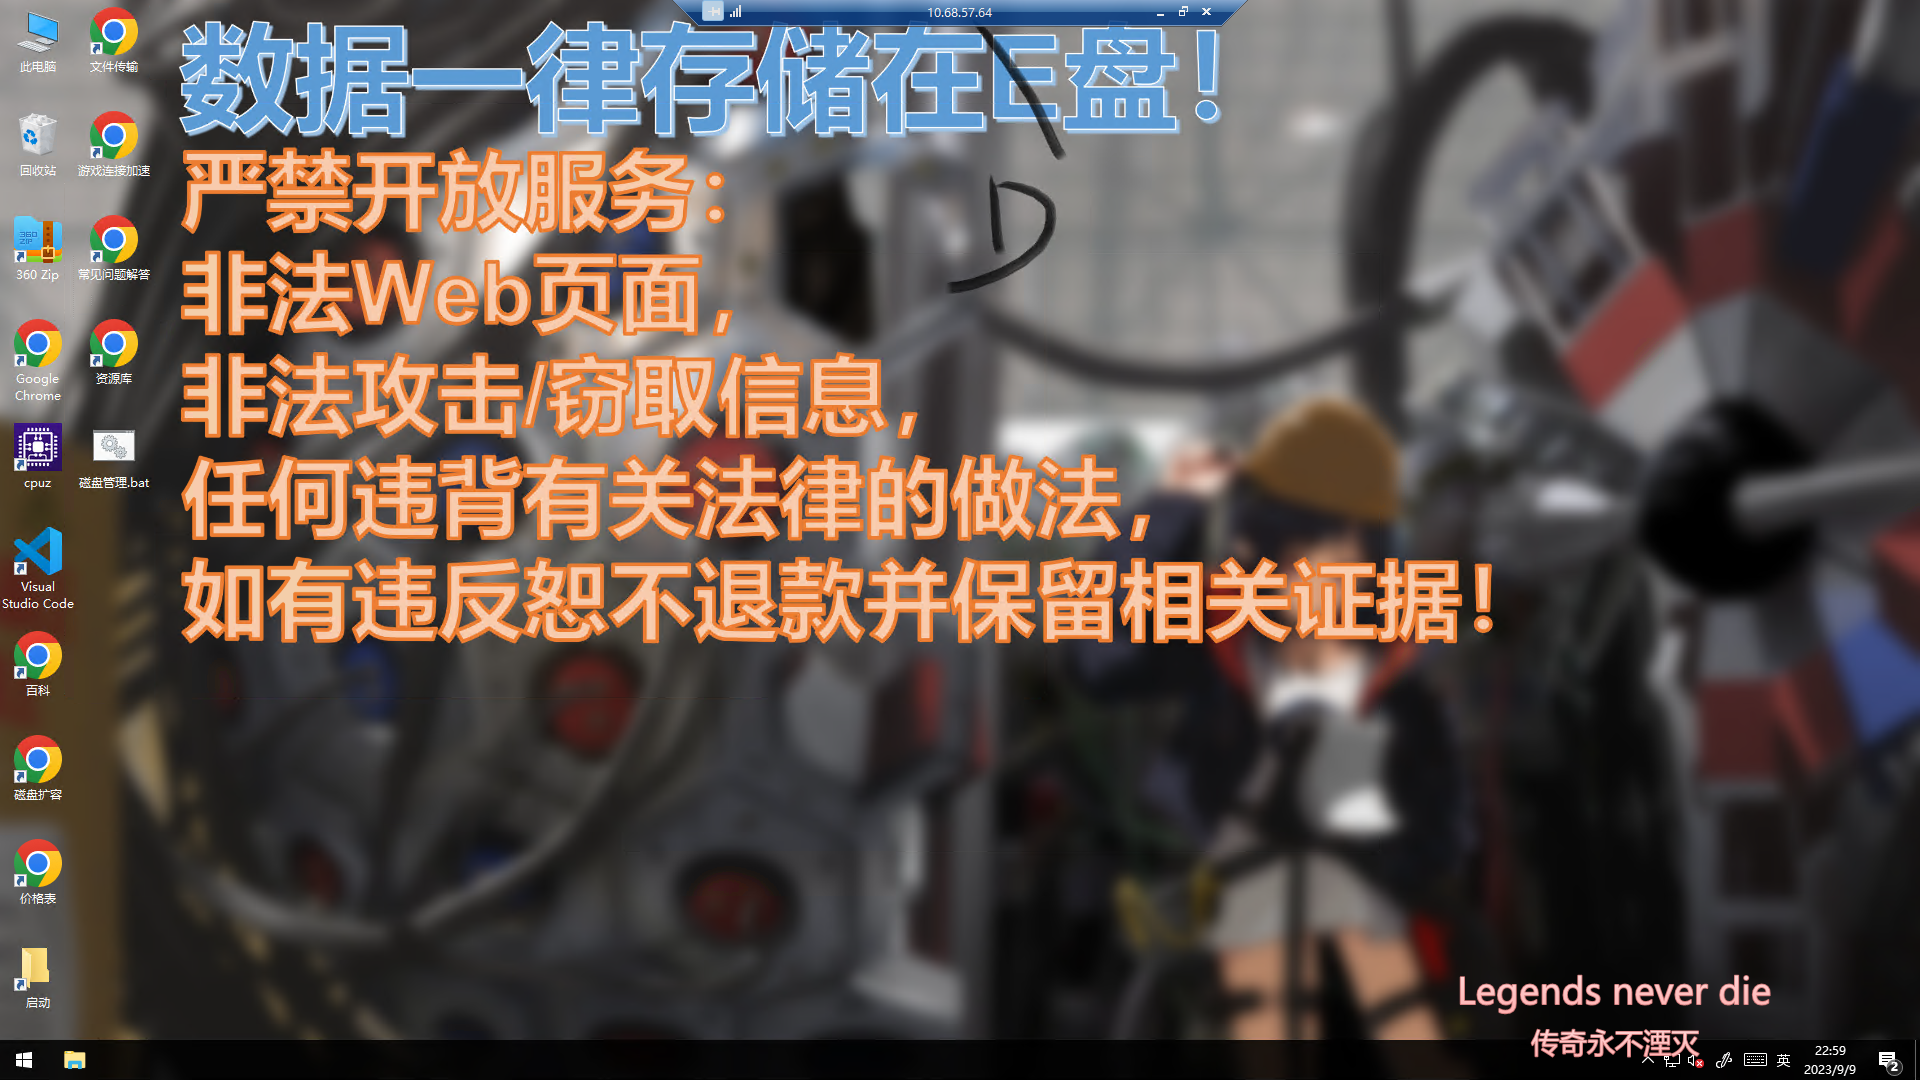 10.68.57.64
数据一律存储在E盘！
D
严禁开放服务：
非法Web页面，
非法攻击/窃取信息，
任何违背有关法律的做法，
如有违反恕不退款并保留相关证据！
此电脑
文件传输
回收站
游戏连接加速
360 Zip
常见问题解答
Google Chrome
资源库
cpuz
磁盘管理.bat
Visual Studio Code
百科
磁盘扩容
价格表
启动
Legends never die
传奇永不湮灭
英
22:59
2023/9/9
2